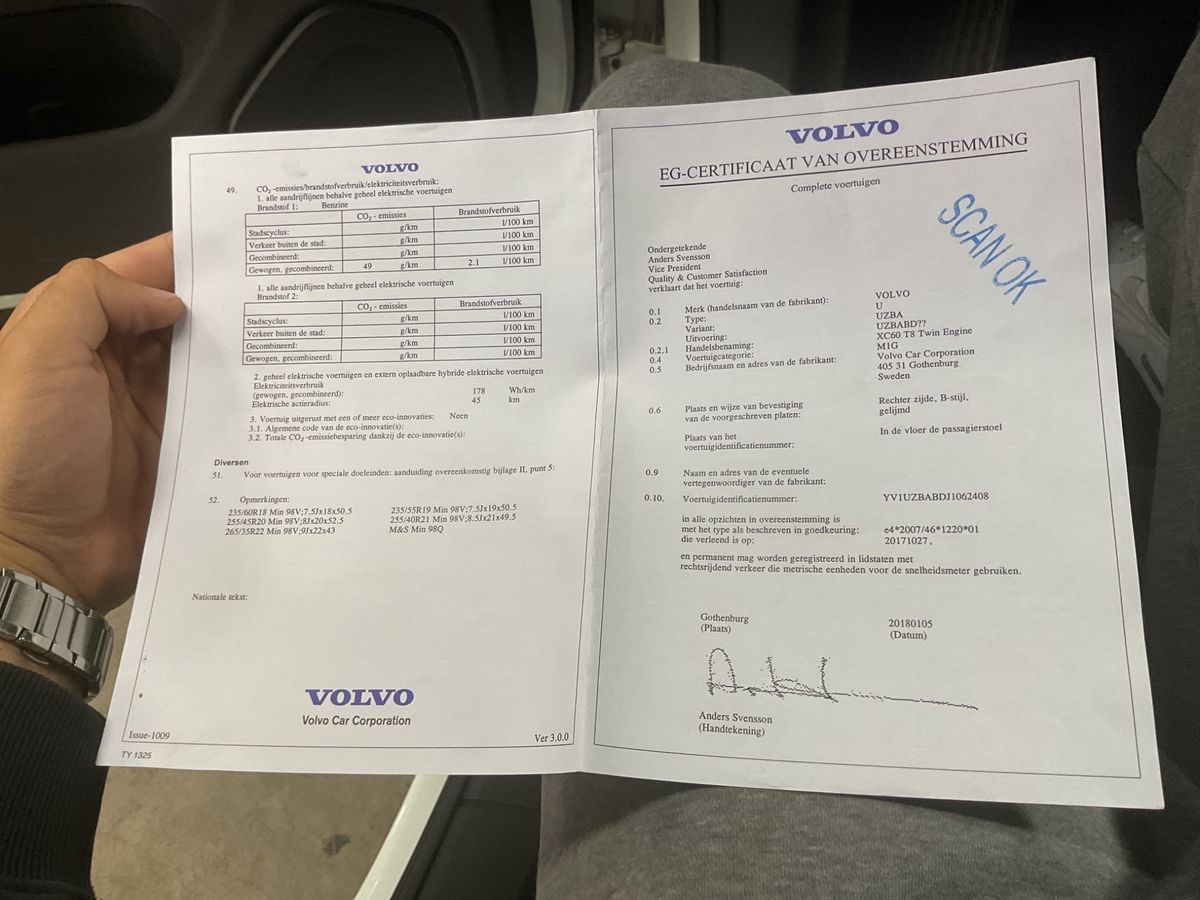 VOLVO
49. CO₂ -emissies/brandstofverbruik/elektriciteitsverbruik:
1. alle aandrijflijnen behalve geheel elektrische voertuigen
Brandstof 1: Benzine
CO₂ - emissies Brandstofverbruik
Stadscyclus: g/km l/100 km
Verkeer buiten de stad: g/km l/100 km
Gecombineerd: g/km l/100 km
Gewogen, gecombineerd: 49 g/km 2.1 l/100 km
1. alle aandrijflijnen behalve geheel elektrische voertuigen
Brandstof 2:
CO₂ - emissies Brandstofverbruik
Stadscyclus: g/km l/100 km
Verkeer buiten de stad: g/km l/100 km
Gecombineerd: g/km l/100 km
Gewogen, gecombineerd: g/km l/100 km
2. geheel elektrische voertuigen en extern oplaadbare hybride elektrische voertuigen
Elektriciteitsverbruik
(gewogen, gecombineerd): 178 Wh/km
Elektrische actieradius: 45 km
3. Voertuig uitgerust met een of meer eco-innovaties: Neen
3.1. Algemene code van de eco-innovatie(s):
3.2. Totale CO₂ -emissiebesparing dankzij de eco-innovatie(s):
Diversen
51. Voor voertuigen voor speciale doeleinden: aanduiding overeenkomstig bijlage II, punt 5:
52. Opmerkingen:
235/60R18 Min 98V;7.5Jx18x50.5 235/55R19 Min 98V;7.5Jx19x50.5
255/45R20 Min 98V;8Jx20x52.5 255/40R21 Min 98V;8.5Jx21x49.5
265/35R22 Min 98V;9Jx22x43 M&S Min 98Q
Nationale tekst:
VOLVO
Volvo Car Corporation
Issue-1009 Ver 3.0.0
TY 1325
VOLVO
EG-CERTIFICAAT VAN OVEREENSTEMMING
Complete voertuigen
SCAN OK
Ondergetekende
Anders Svensson
Vice President
Quality & Customer Satisfaction
verklaart dat het voertuig:
0.1 Merk (handelsnaam van de fabrikant): VOLVO
0.2 Type: U
Variant: UZBA
Uitvoering: UZBABD??
0.2.1 Handelsbenaming: XC60 T8 Twin Engine
0.4 Voertuigcategorie: M1G
0.5 Bedrijfsnaam en adres van de fabrikant: Volvo Car Corporation
405 31 Gothenburg
Sweden
0.6 Plaats en wijze van bevestiging Rechter zijde, B-stijl,
van de voorgeschreven platen: gelijmd
Plaats van het In de vloer de passagierstoel
voertuigidentificatienummer:
0.9 Naam en adres van de eventuele
vertegenwoordiger van de fabrikant:
0.10. Voertuigidentificatienummer: YV1UZBABDJ1062408
in alle opzichten in overeenstemming is
met het type als beschreven in goedkeuring: e4*2007/46*1220*01
die verleend is op: 20171027,
en permanent mag worden geregistreerd in lidstaten met
rechtsrijdend verkeer die metrische eenheden voor de snelheidsmeter gebruiken.
Gothenburg 20180105
(Plaats) (Datum)
Anders Svensson
(Handtekening)